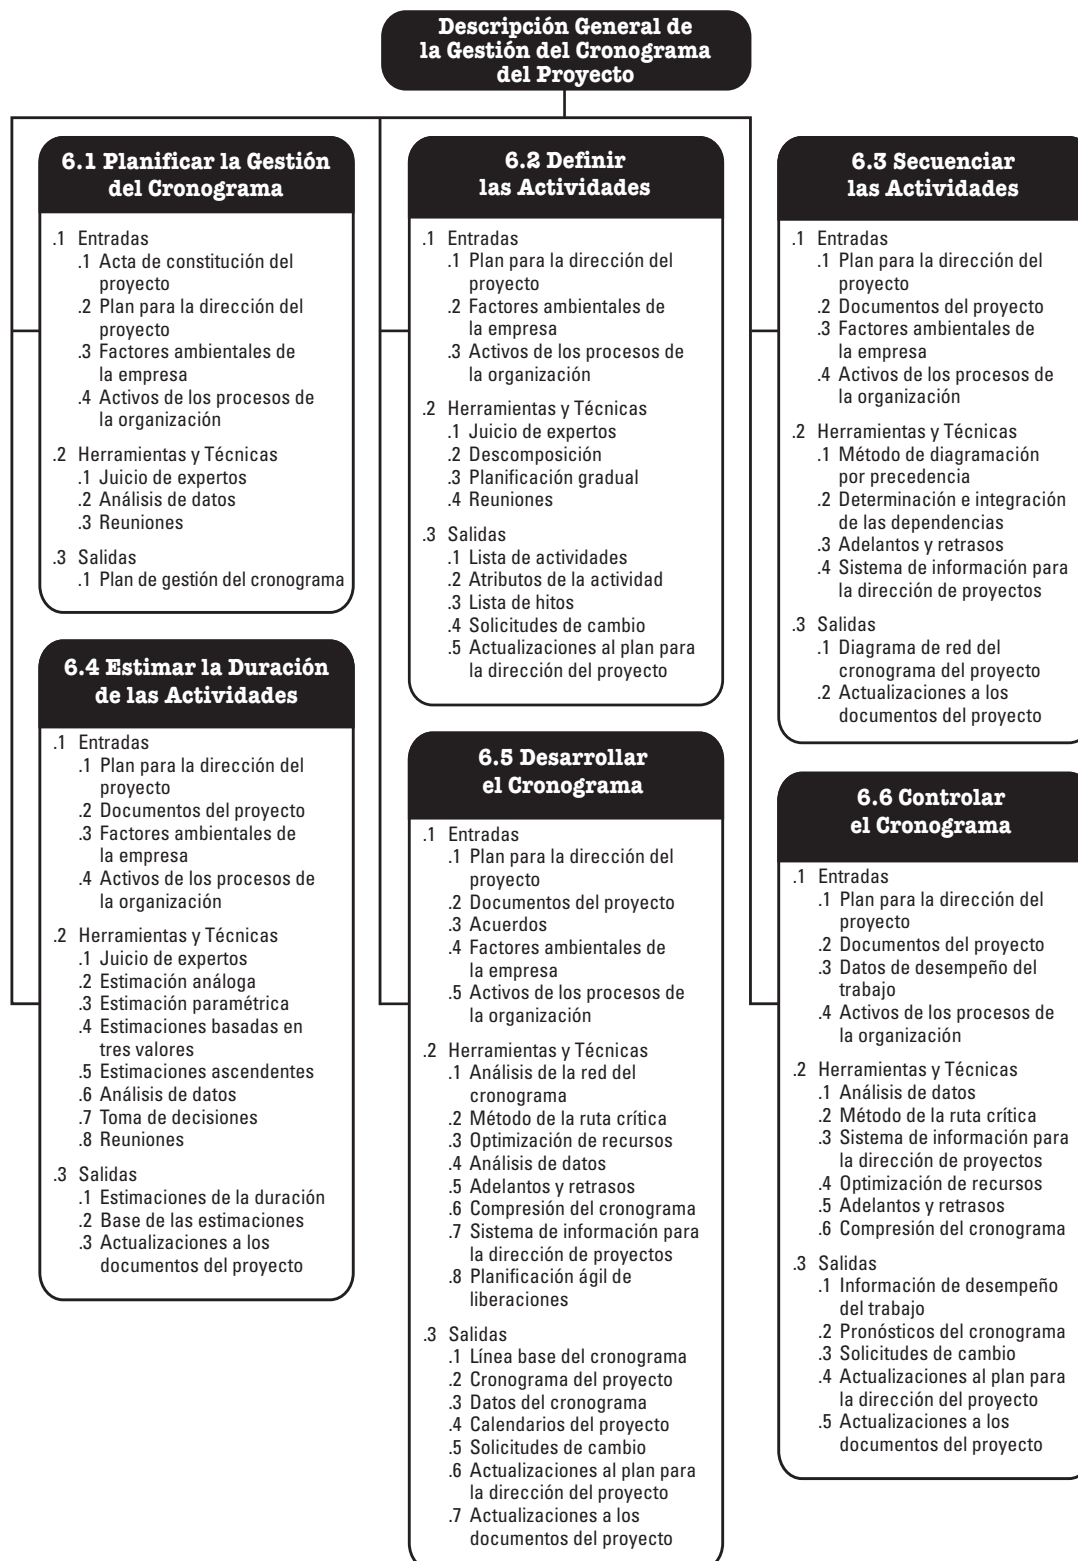 Descripción General de
la Gestión del Cronograma
del Proyecto
6.1 Planificar la Gestión
del Cronograma
.1 Entradas
.1 Acta de constitución del
proyecto
.2 Plan para la dirección del
proyecto
.3 Factores ambientales de
la empresa
.4 Activos de los procesos de
la organización
.2 Herramientas y Técnicas
.1 Juicio de expertos
.2 Análisis de datos
.3 Reuniones
.3 Salidas
.1 Plan de gestión del cronograma
6.2 Definir
las Actividades
.1 Entradas
.1 Plan para la dirección del
proyecto
.2 Factores ambientales de
la empresa
.3 Activos de los procesos de
la organización
.2 Herramientas y Técnicas
.1 Juicio de expertos
.2 Descomposición
.3 Planificación gradual
.4 Reuniones
.3 Salidas
.1 Lista de actividades
.2 Atributos de la actividad
.3 Lista de hitos
.4 Solicitudes de cambio
.5 Actualizaciones al plan para
la dirección del proyecto
6.3 Secuenciar
las Actividades
.1 Entradas
.1 Plan para la dirección del
proyecto
.2 Documentos del proyecto
.3 Factores ambientales de
la empresa
.4 Activos de los procesos de
la organización
.2 Herramientas y Técnicas
.1 Método de diagramación
por precedencia
.2 Determinación e integración
de las dependencias
.3 Adelantos y retrasos
.4 Sistema de información para
la dirección de proyectos
.3 Salidas
.1 Diagrama de red del
cronograma del proyecto
.2 Actualizaciones a los
documentos del proyecto
6.4 Estimar la Duración
de las Actividades
.1 Entradas
.1 Plan para la dirección del
proyecto
.2 Documentos del proyecto
.3 Factores ambientales de
la empresa
.4 Activos de los procesos de
la organización
.2 Herramientas y Técnicas
.1 Juicio de expertos
.2 Estimación análoga
.3 Estimación paramétrica
.4 Estimaciones basadas en
tres valores
.5 Estimaciones ascendentes
.6 Análisis de datos
.7 Toma de decisiones
.8 Reuniones
.3 Salidas
.1 Estimaciones de la duración
.2 Base de las estimaciones
.3 Actualizaciones a los
documentos del proyecto
6.5 Desarrollar
el Cronograma
.1 Entradas
.1 Plan para la dirección del
proyecto
.2 Documentos del proyecto
.3 Acuerdos
.4 Factores ambientales de
la empresa
.5 Activos de los procesos de
la organización
.2 Herramientas y Técnicas
.1 Análisis de la red del
cronograma
.2 Método de la ruta crítica
.3 Optimización de recursos
.4 Análisis de datos
.5 Adelantos y retrasos
.6 Compresión del cronograma
.7 Sistema de información para
la dirección de proyectos
.8 Planificación ágil de
liberaciones
.3 Salidas
.1 Línea base del cronograma
.2 Cronograma del proyecto
.3 Datos del cronograma
.4 Calendarios del proyecto
.5 Solicitudes de cambio
.6 Actualizaciones al plan para
la dirección del proyecto
.7 Actualizaciones a los
documentos del proyecto
6.6 Controlar
el Cronograma
.1 Entradas
.1 Plan para la dirección del
proyecto
.2 Documentos del proyecto
.3 Datos de desempeño del
trabajo
.4 Activos de los procesos de
la organización
.2 Herramientas y Técnicas
.1 Análisis de datos
.2 Método de la ruta crítica
.3 Sistema de información para
la dirección de proyectos
.4 Optimización de recursos
.5 Adelantos y retrasos
.6 Compresión del cronograma
.3 Salidas
.1 Información de desempeño
del trabajo
.2 Pronósticos del cronograma
.3 Solicitudes de cambio
.4 Actualizaciones al plan para
la dirección del proyecto
.5 Actualizaciones a los
documentos del proyecto